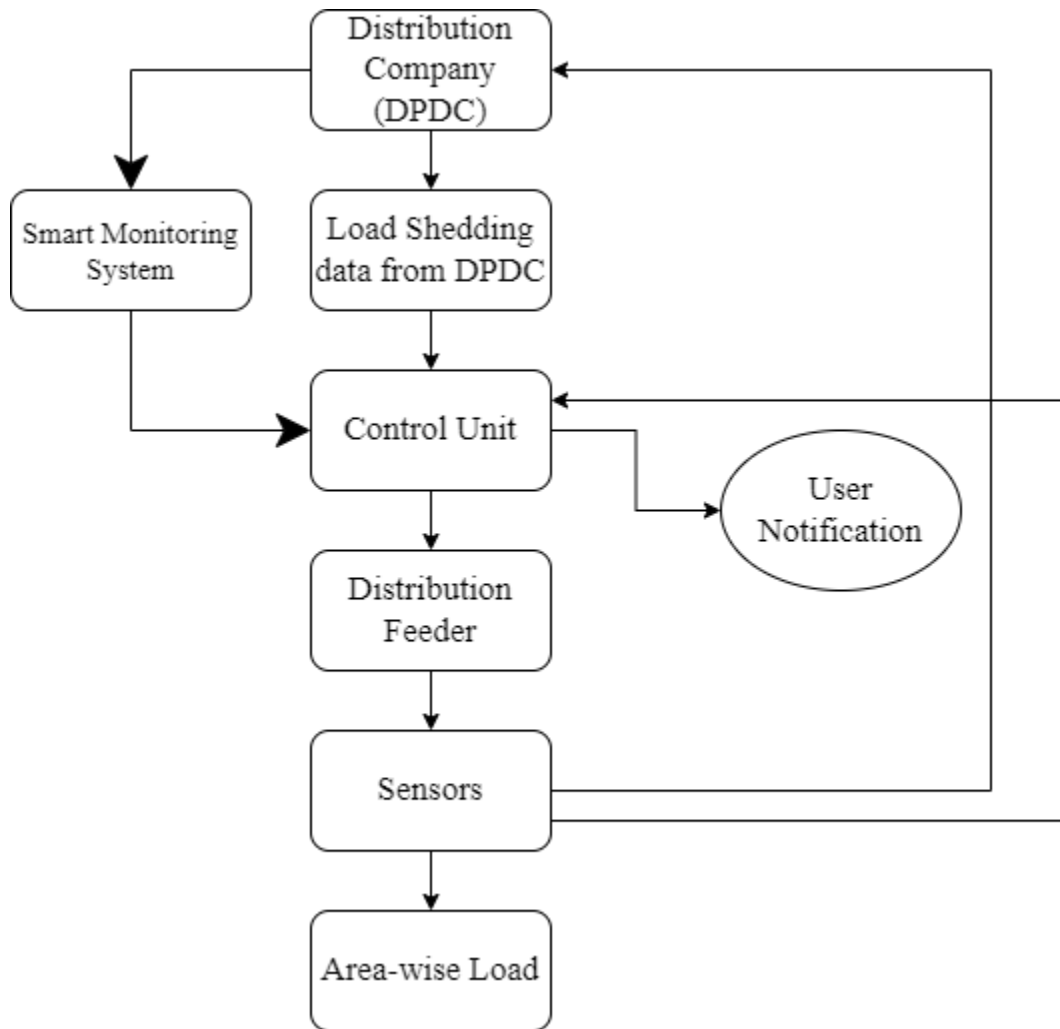 Distribution
Company
(DPDC)
Smart Monitoring
System
Load Shedding
data from DPDC
Control Unit
User
Notification
Distribution
Feeder
Sensors
Area-wise Load